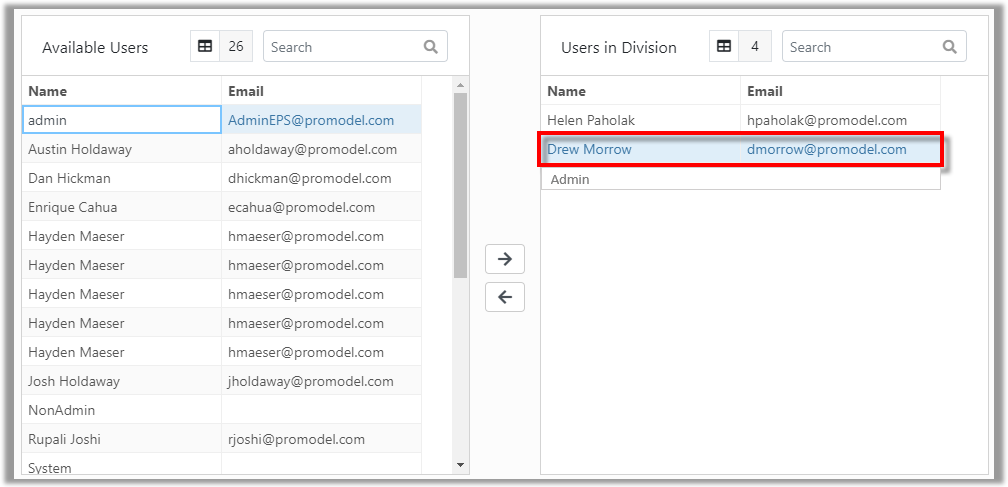 Available Users 26 Search
Name Email
admin AdminEPS@promodel.com
Austin Holdaway aholdaway@promodel.com
Dan Hickman dhickman@promodel.com
Enrique Cahua ecahua@promodel.com
Hayden Maeser hmaeser@promodel.com
Hayden Maeser hmaeser@promodel.com
Hayden Maeser hmaeser@promodel.com
Hayden Maeser hmaeser@promodel.com
Hayden Maeser hmaeser@promodel.com
Josh Holdaway jholdaway@promodel.com
NonAdmin
Rupali Joshi rjoshi@promodel.com
System
Users in Division 4 Search
Name Email
Helen Paholak hpaholak@promodel.com
Drew Morrow dmorrow@promodel.com
Admin